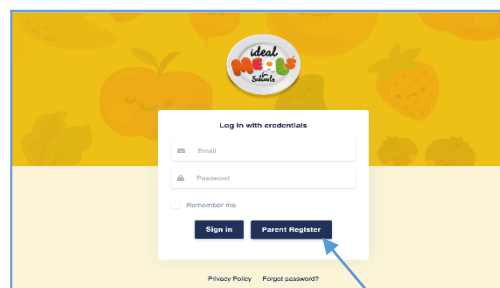 ideal
MEALS
for
Schools
Log in with credentials
Email
Password
Remember me
Sign in Parent Register
Privacy Policy Forgot password?